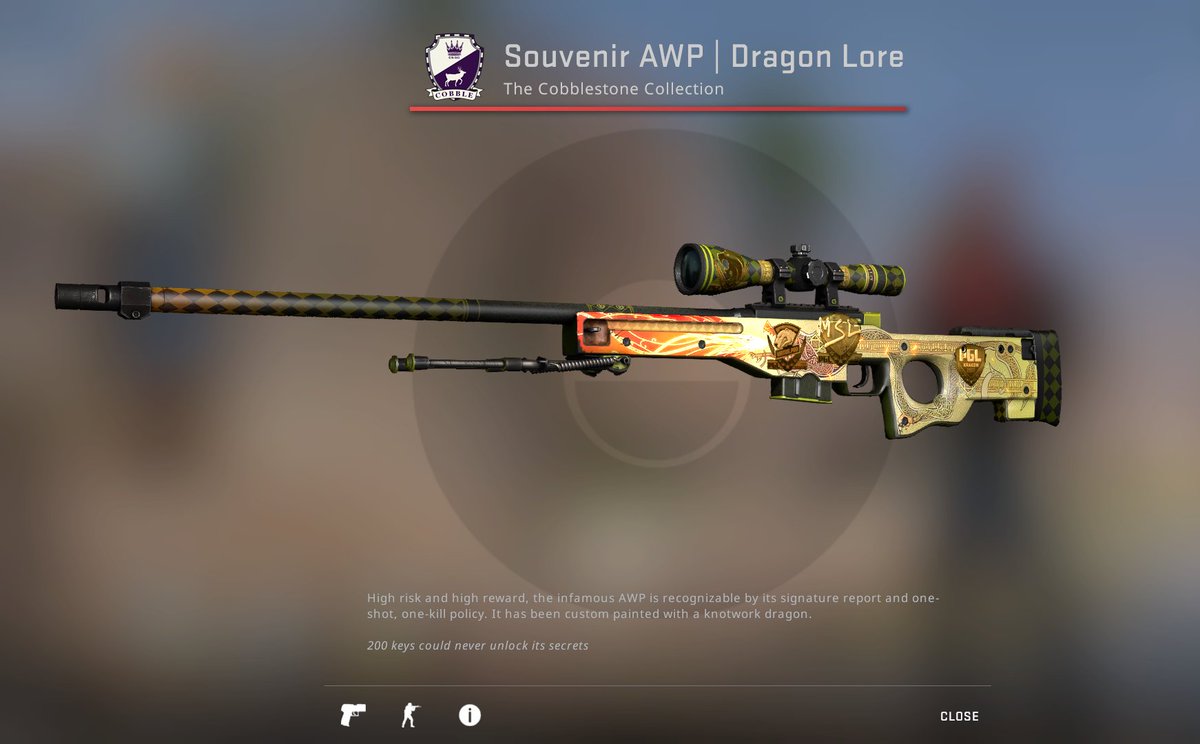 Souvenir AWP | Dragon Lore
The Cobblestone Collection
COBBLE
MSL
PGL
KRAKOW
High risk and high reward, the infamous AWP is recognizable by its signature report and one-
shot, one-kill policy. It has been custom painted with a knotwork dragon.
200 keys could never unlock its secrets
CLOSE